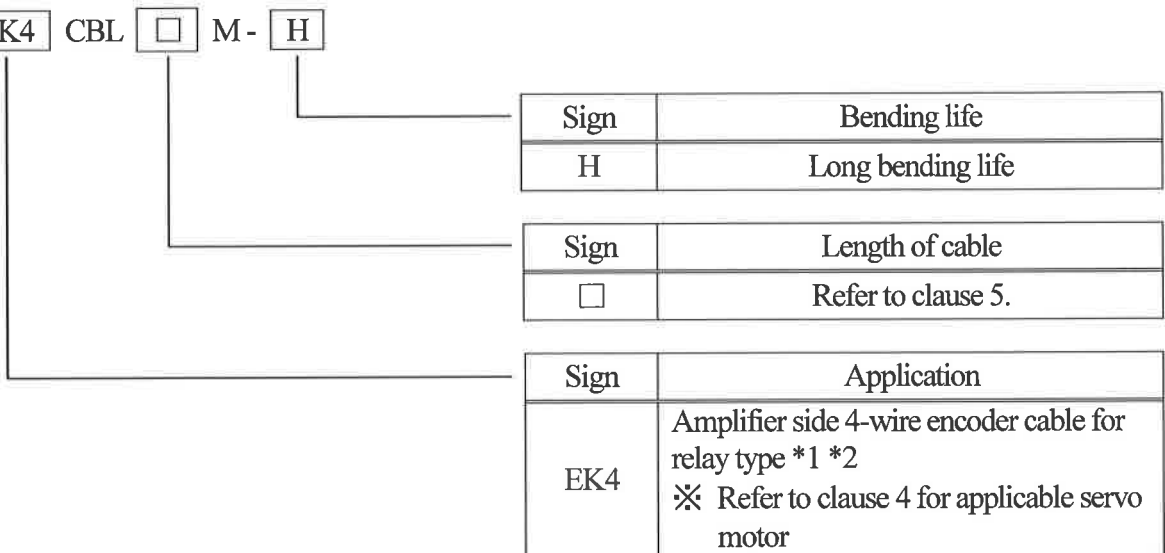 K4 CBL □ M - H
Sign Bending life
H Long bending life
Sign Length of cable
□ Refer to clause 5.
Sign Application
EK4 Amplifier side 4-wire encoder cable for
relay type *1 *2
※ Refer to clause 4 for applicable servo
motor